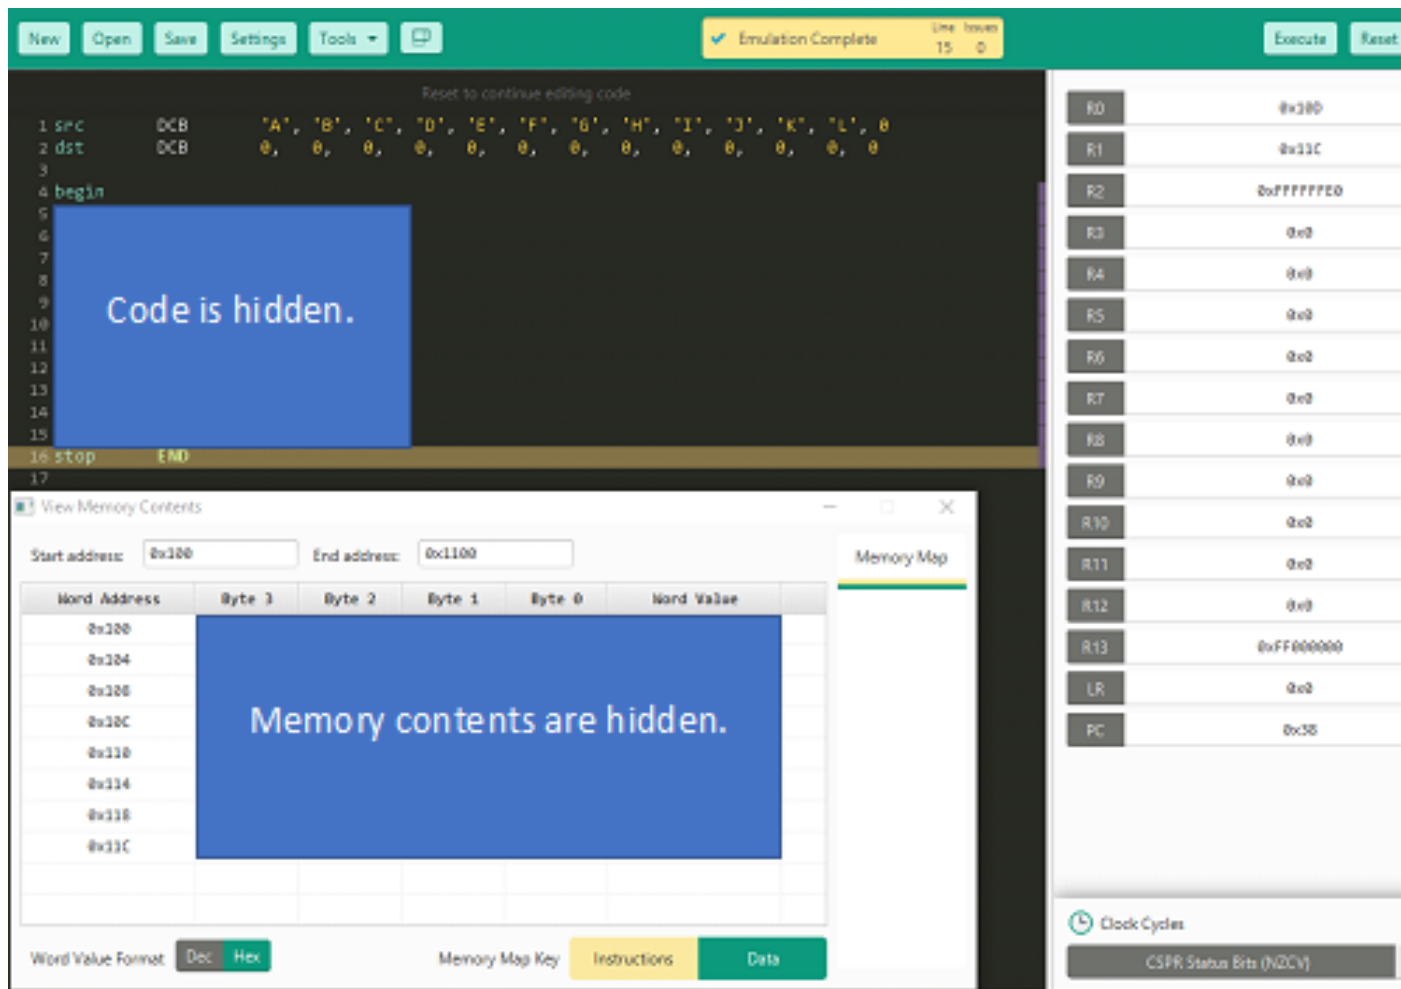 New Open Save Settings Tools Emulation Complete Line Issues Execute Reset
15 0
Reset to continue editing code
1 src DCB 'A', 'B', 'C', 'D', 'E', 'F', 'G', 'H', 'I', 'J', 'K', 'L', 0
2 dst DCB 0, 0, 0, 0, 0, 0, 0, 0, 0, 0, 0, 0, 0
3
4 begin
5
6
7
8
9
10
11
12
13
14
15
Code is hidden.
16 stop END
17
View Memory Contents
Start address: 0x100 End address: 0x1100 Memory Map
Word Address Byte 3 Byte 2 Byte 1 Byte 0 Word Value
0x100
0x104
0x108
0x10C
0x110
0x114
0x118
0x11C
Memory contents are hidden.
Word Value Format Dec Hex Memory Map Key Instructions Data
R0 0x10D
R1 0x11C
R2 0xFFFFFFE0
R3 0x0
R4 0x0
R5 0x0
R6 0x0
R7 0x0
R8 0x0
R9 0x0
R10 0x0
R11 0x0
R12 0x0
R13 0xFF000000
LR 0x0
PC 0x38
Clock Cycles
CSPR Status Bits (NZCV)